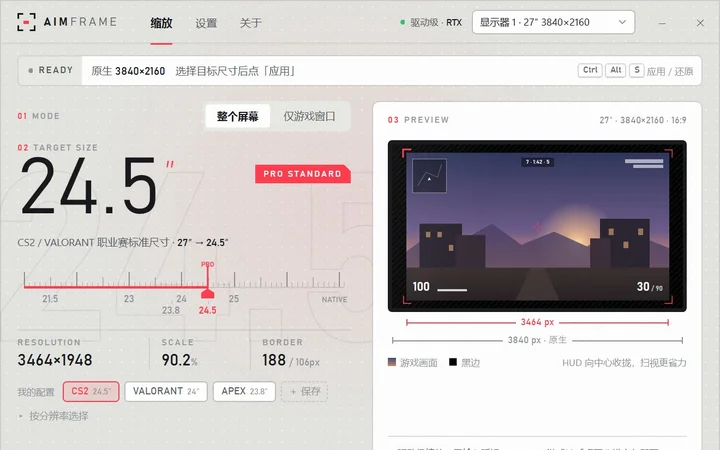 AIMFRAME 缩放 设置 关于 驱动级 · RTX 显示器 1 · 27" 3840×2160
READY 原生 3840×2160 选择目标尺寸后点「应用」 Ctrl Alt S 应用 / 还原
01 MODE 整个屏幕 仅游戏窗口
02 TARGET SIZE
24.5"
PRO STANDARD
CS2 / VALORANT 职业赛标准尺寸 · 27" → 24.5"
PRO
21.5 23 24 25 NATIVE
23.8 24.5
RESOLUTION SCALE BORDER
3464×1948 90.2% 188 / 106px
我的配置 CS2 24.5" VALORANT 24" APEX 23.8" + 保存
按分辨率选择
03 PREVIEW 27" · 3840×2160 · 16:9
7 · 1:42 · 5
100 30 / 90
3464 px
3840 px · 原生
游戏画面 黑边 HUD 向中心收拢，扫视更省力